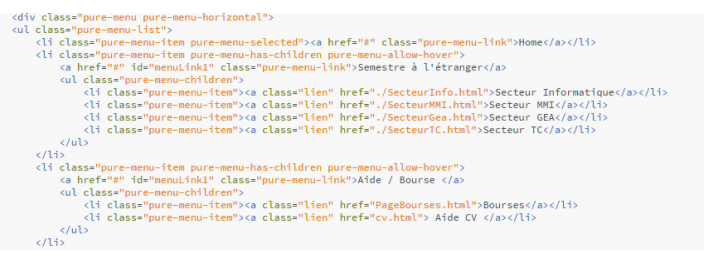 <div class="pure-menu pure-menu-horizontal">
<ul class="pure-menu-list">
<li class="pure-menu-item pure-menu-selected"><a href="#" class="pure-menu-link">Home</a></li>
<li class="pure-menu-item pure-menu-has-children pure-menu-allow-hover">
<a href="#" id="menuLink1" class="pure-menu-link">Semestre à l'étranger</a>
<ul class="pure-menu-children">
<li class="pure-menu-item"><a class="lien" href="./SecteurInfo.html">Secteur Informatique</a></li>
<li class="pure-menu-item"><a class="lien" href="./SecteurMMI.html">Secteur MMI</a></li>
<li class="pure-menu-item"><a class="lien" href="./SecteurGea.html">Secteur GEA</a></li>
<li class="pure-menu-item"><a class="lien" href="./SecteurTC.html">Secteur TC</a></li>
</ul>
</li>
<li class="pure-menu-item pure-menu-has-children pure-menu-allow-hover">
<a href="#" id="menuLink1" class="pure-menu-link">Aide / Bourse </a>
<ul class="pure-menu-children">
<li class="pure-menu-item"><a class="lien" href="PageBourses.html">Bourses</a></li>
<li class="pure-menu-item"><a class="lien" href="cv.html"> Aide CV </a></li>
</ul>
</li>